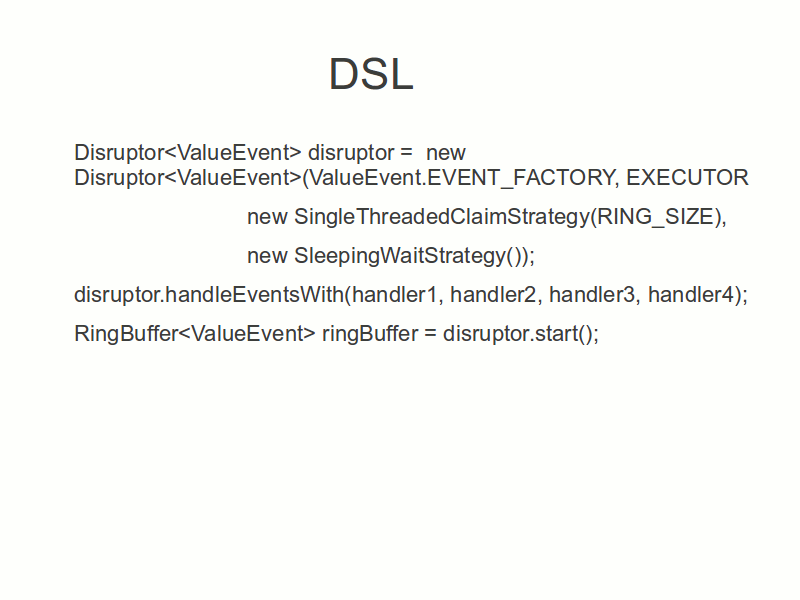 DSL
Disruptor<ValueEvent> disruptor =  new
Disruptor<ValueEvent>(ValueEvent.EVENT_FACTORY, EXECUTOR
new SingleThreadedClaimStrategy(RING_SIZE),
new SleepingWaitStrategy());
disruptor.handleEventsWith(handler1, handler2, handler3, handler4);
RingBuffer<ValueEvent> ringBuffer = disruptor.start();